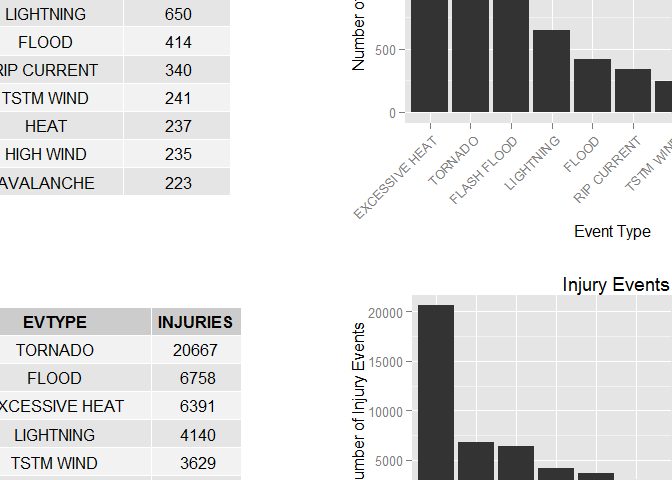 LIGHTNING 650
FLOOD 414
RIP CURRENT 340
TSTM WIND 241
HEAT 237
HIGH WIND 235
AVALANCHE 223
Number of
500
0
EXCESSIVE HEAT
TORNADO
FLASH FLOOD
LIGHTNING
FLOOD
RIP CURRENT
TSTM WIN
Event Type
EVTYPE INJURIES
TORNADO 20667
FLOOD 6758
XCESSIVE HEAT 6391
LIGHTNING 4140
TSTM WIND 3629
Injury Events
umber of Injury Events
20000
15000
10000
5000